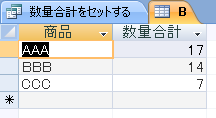 数量合計をセットする B
商品 数量合計
AAA 17
BBB 14
CCC 7
*